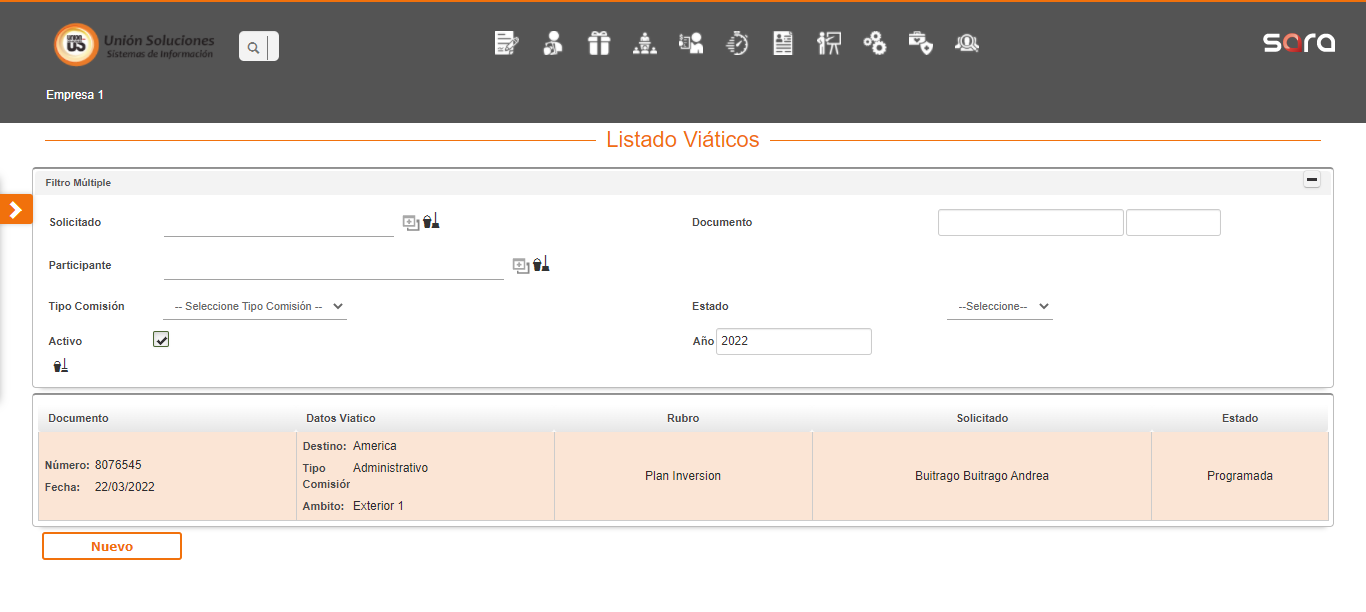 UNION
US
Unión Soluciones
Sistemas de Información
sara
Empresa 1
Listado Viáticos
Filtro Múltiple
Solicitado
Documento
Participante
Tipo Comisión
-- Seleccione Tipo Comisión --
Estado
--Seleccione--
Activo
Año
2022
Documento
Datos Viatico
Rubro
Solicitado
Estado
Número: 8076545
Fecha: 22/03/2022
Destino: America
Tipo Comisiór
Administrativo
Ambito: Exterior 1
Plan Inversion
Buitrago Buitrago Andrea
Programada
Nuevo